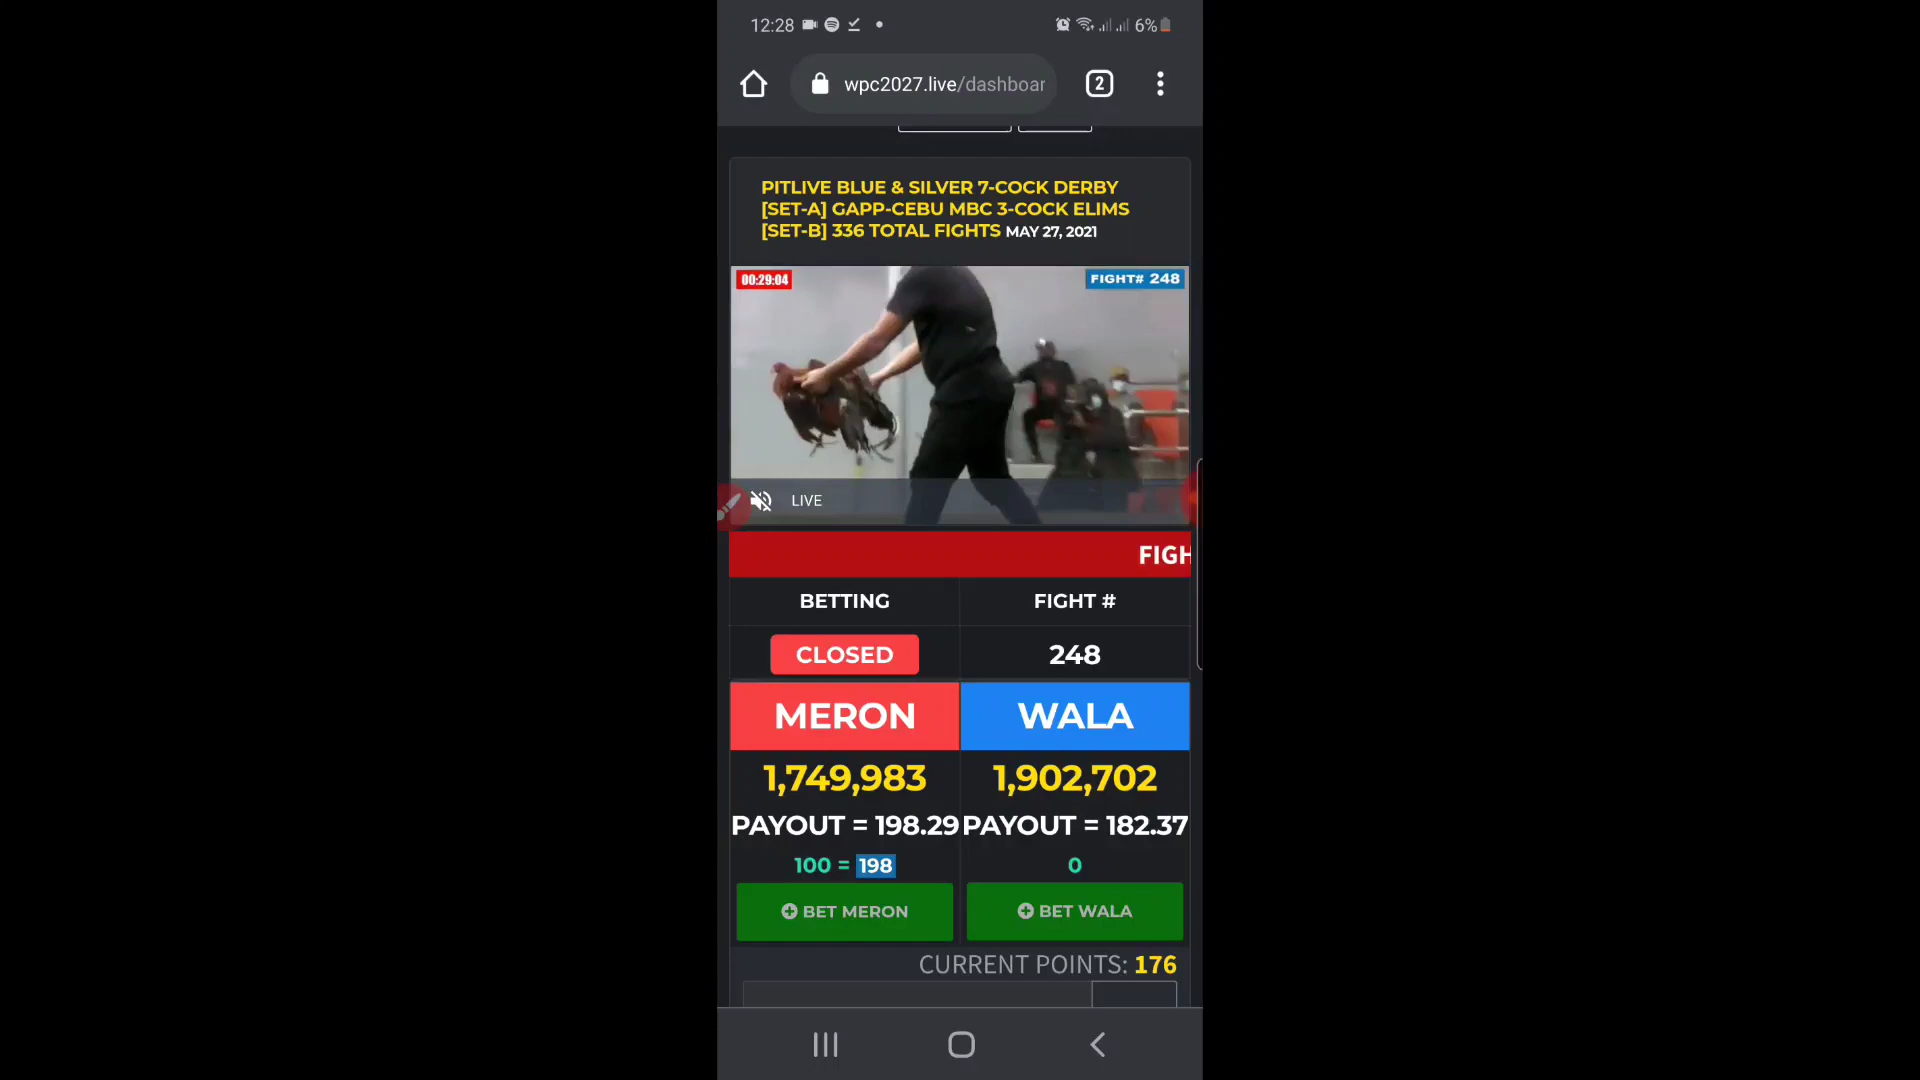 12:28 6%
wpc2027.live/dashboar 2
PITLIVE BLUE & SILVER 7-COCK DERBY
[SET-A] GAPP-CEBU MBC 3-COCK ELIMS
[SET-B] 336 TOTAL FIGHTS MAY 27, 2021
00:29:04 FIGHT# 248
LIVE
FIGH
BETTING FIGHT #
CLOSED 248
MERON WALA
1,749,983 1,902,702
PAYOUT = 198.29 PAYOUT = 182.37
100 = 198 0
BET MERON BET WALA
CURRENT POINTS: 176